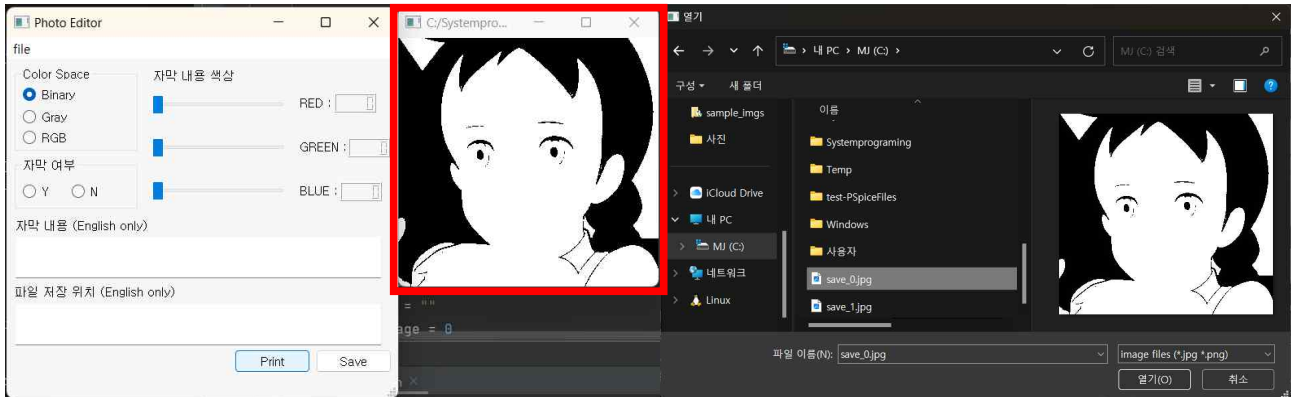 Photo Editor
file
Color Space
Binary
Gray
RGB
자막 여부
Y N
자막 내용 색상
RED :
GREEN :
BLUE :
자막 내용 (English only)
파일 저장 위치 (English only)
Print Save
C:/Systempro...
= ""
age = 0
열기
내 PC > MJ (C:) >
MJ (C:) 검색
구성 새 폴더
sample_imgs
사진
iCloud Drive
내 PC
MJ (C:)
네트워크
Linux
이름
Systemprograming
Temp
test-PSpiceFiles
Windows
사용자
save_0.jpg
save_1.jpg
파일 이름(N): save_0.jpg
image files (*.jpg *.png)
열기(O) 취소